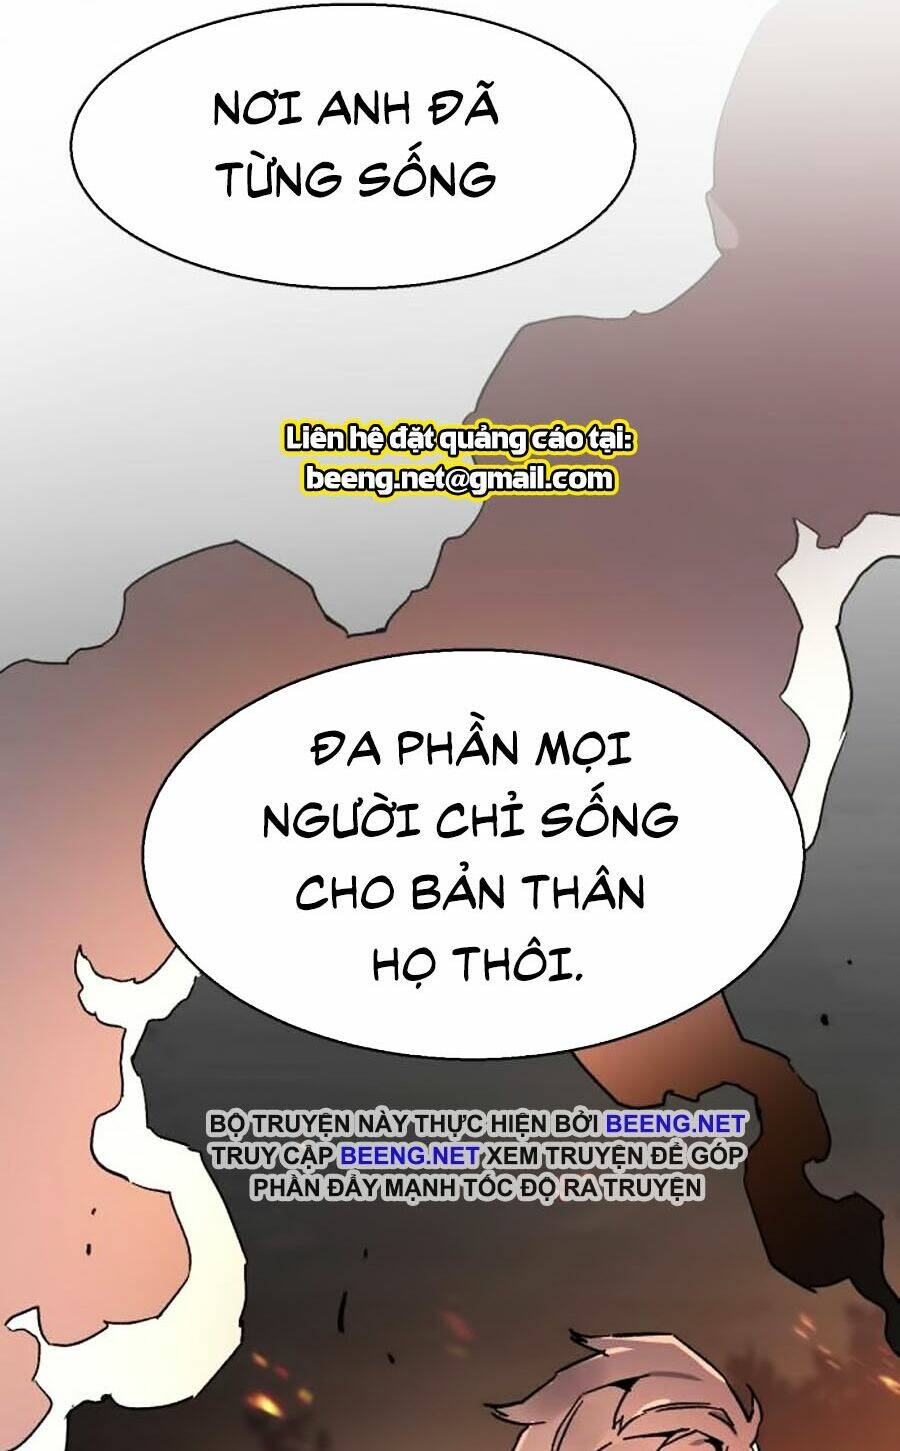 NƠI ANH ĐÃ
TỪNG SỐNG
Liên hệ đặt quảng cáo tại:
beeng.net@gmail.com
ĐA PHẦN MỌI
NGƯỜI CHỈ SỐNG
CHO BẢN THÂN
HỌ THÔI.
BỘ TRUYỆN NÀY THỰC HIỆN BỞI BEENG.NET
TRUY CẬP BEENG.NET XEM TRUYỆN ĐỂ GÓP
PHẦN ĐẨY MẠNH TỐC ĐỘ RA TRUYỆN